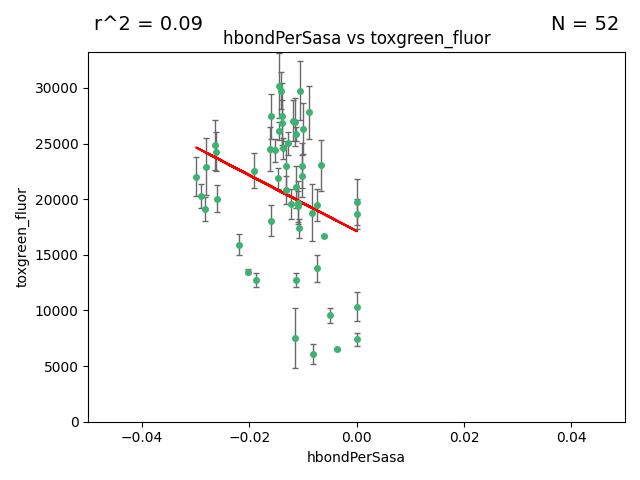 r^2 = 0.09
N = 52
hbondPerSasa vs toxgreen_fluor
toxgreen_fluor
30000
25000
20000
15000
10000
5000
0
−0.04
−0.02
0.00
0.02
0.04
hbondPerSasa